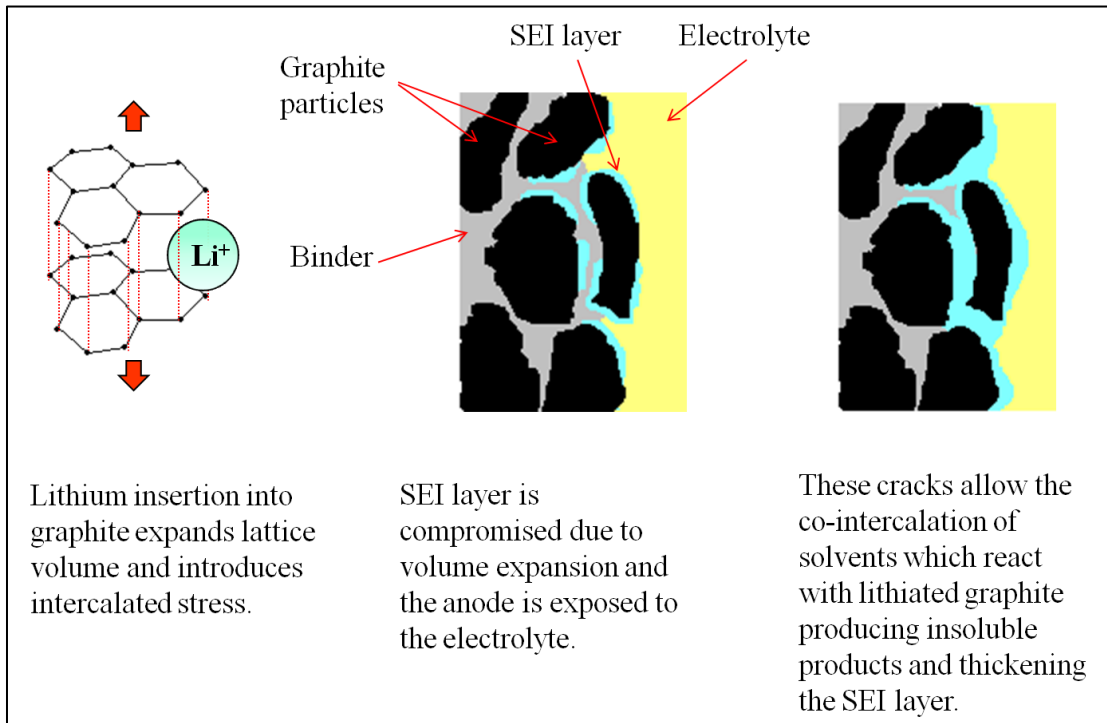 SEI layer
Electrolyte
Graphite
particles
Li⁺
Binder
Lithium insertion into
graphite expands lattice
volume and introduces
intercalated stress.
SEI layer is
compromised due to
volume expansion and
the anode is exposed to
the electrolyte.
These cracks allow the
co-intercalation of
solvents which react
with lithiated graphite
producing insoluble
products and thickening
the SEI layer.